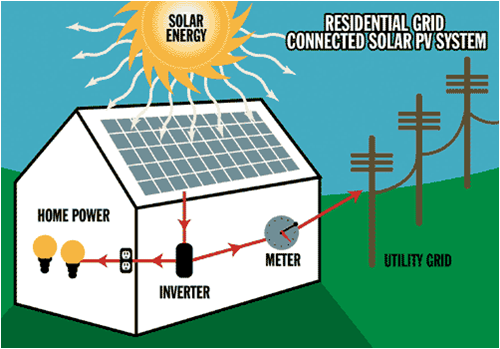 SOLAR
ENERGY
RESIDENTIAL GRID
CONNECTED SOLAR PV SYSTEM
HOME POWER
INVERTER
METER
UTILITY GRID